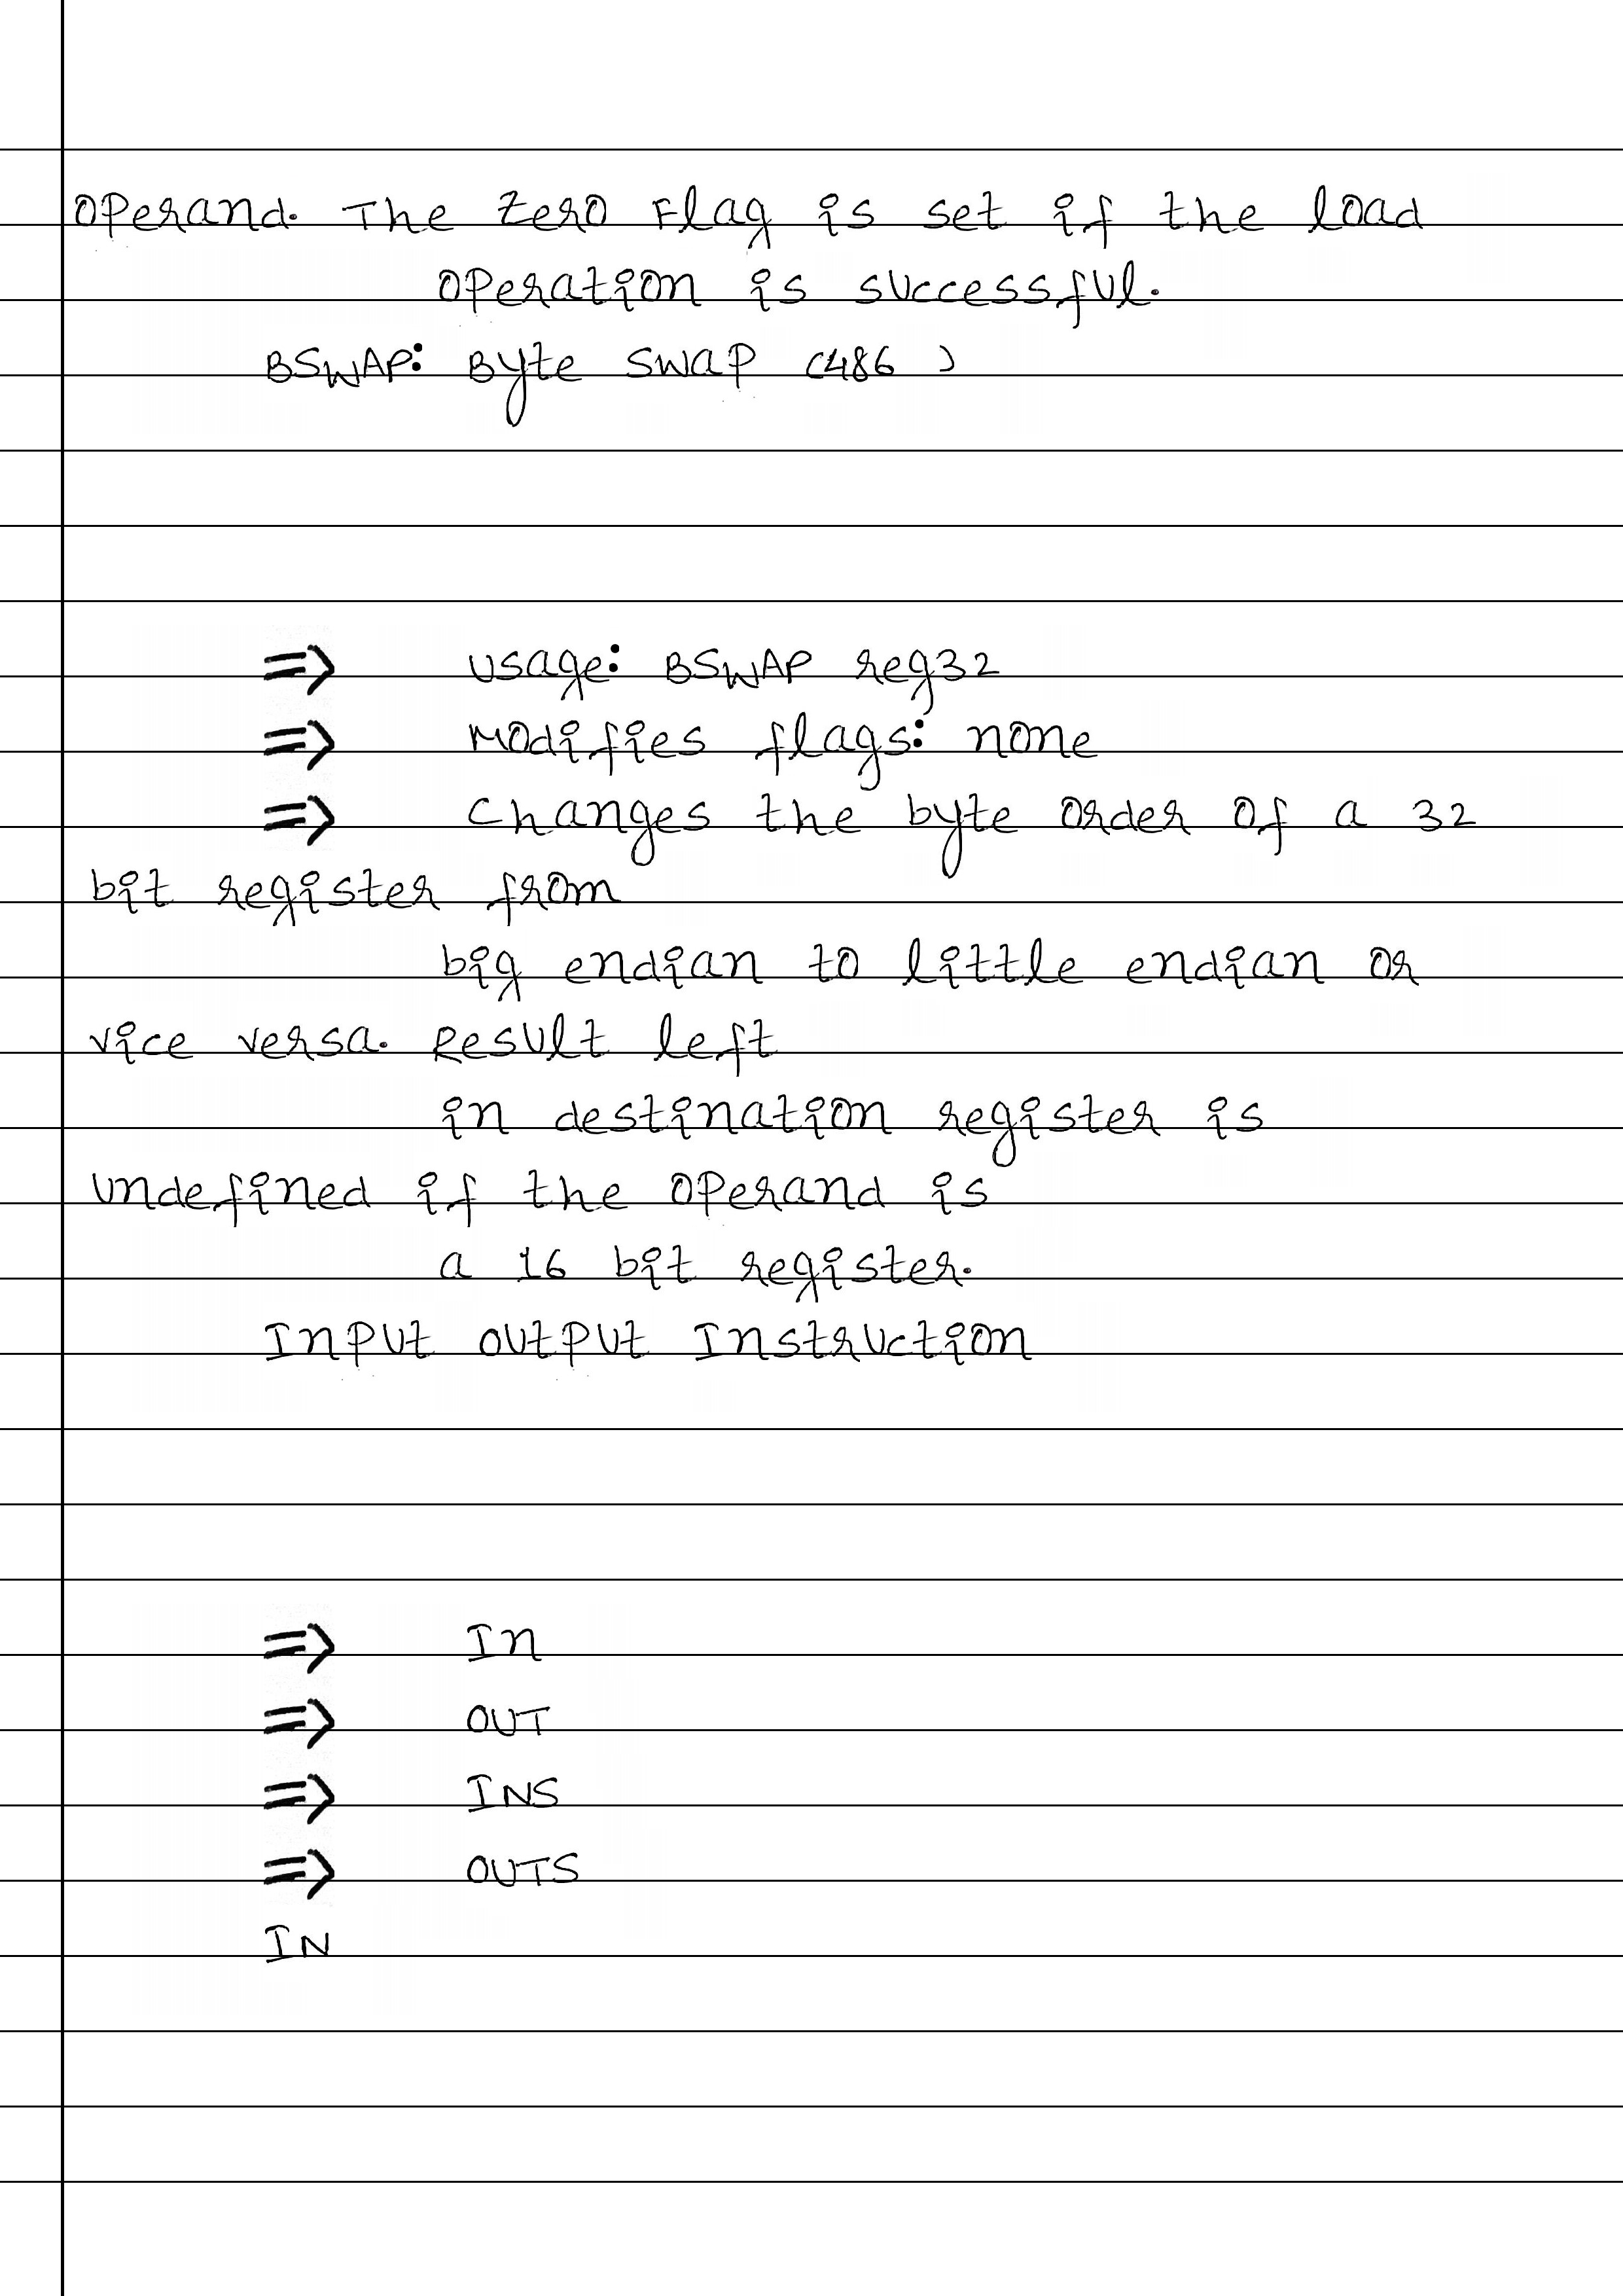 Operand. The Zero Flag is set if the load
operation is successful.
BSWAP: Byte Swap (486 )
=> Usage: BSWAP reg32
=> Modifies flags: none
=> Changes the byte order of a 32
bit register from
big endian to little endian or
vice versa. Result left
in destination register is
undefined if the operand is
a 16 bit register.
Input Output Instruction
=> In
=> OUT
=> INS
=> OUTS
IN